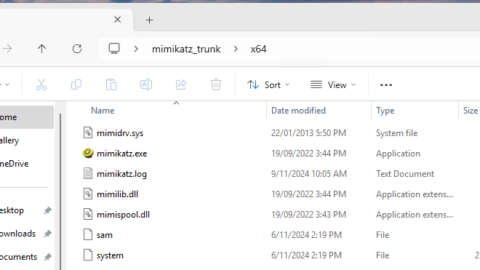 mimikatz_trunk > x64
Sort View
Name Date modified Type Size
ome
allery
neDrive
esktop
ownloads
ocuments
mimidrv.sys 22/01/2013 5:50 PM System file
mimikatz.exe 19/09/2022 3:44 PM Application
mimikatz.log 9/11/2024 10:05 AM Text Document
mimilib.dll 19/09/2022 3:44 PM Application extens...
mimispool.dll 19/09/2022 3:43 PM Application extens...
sam 6/11/2024 2:19 PM File
system 6/11/2024 2:19 PM File 2